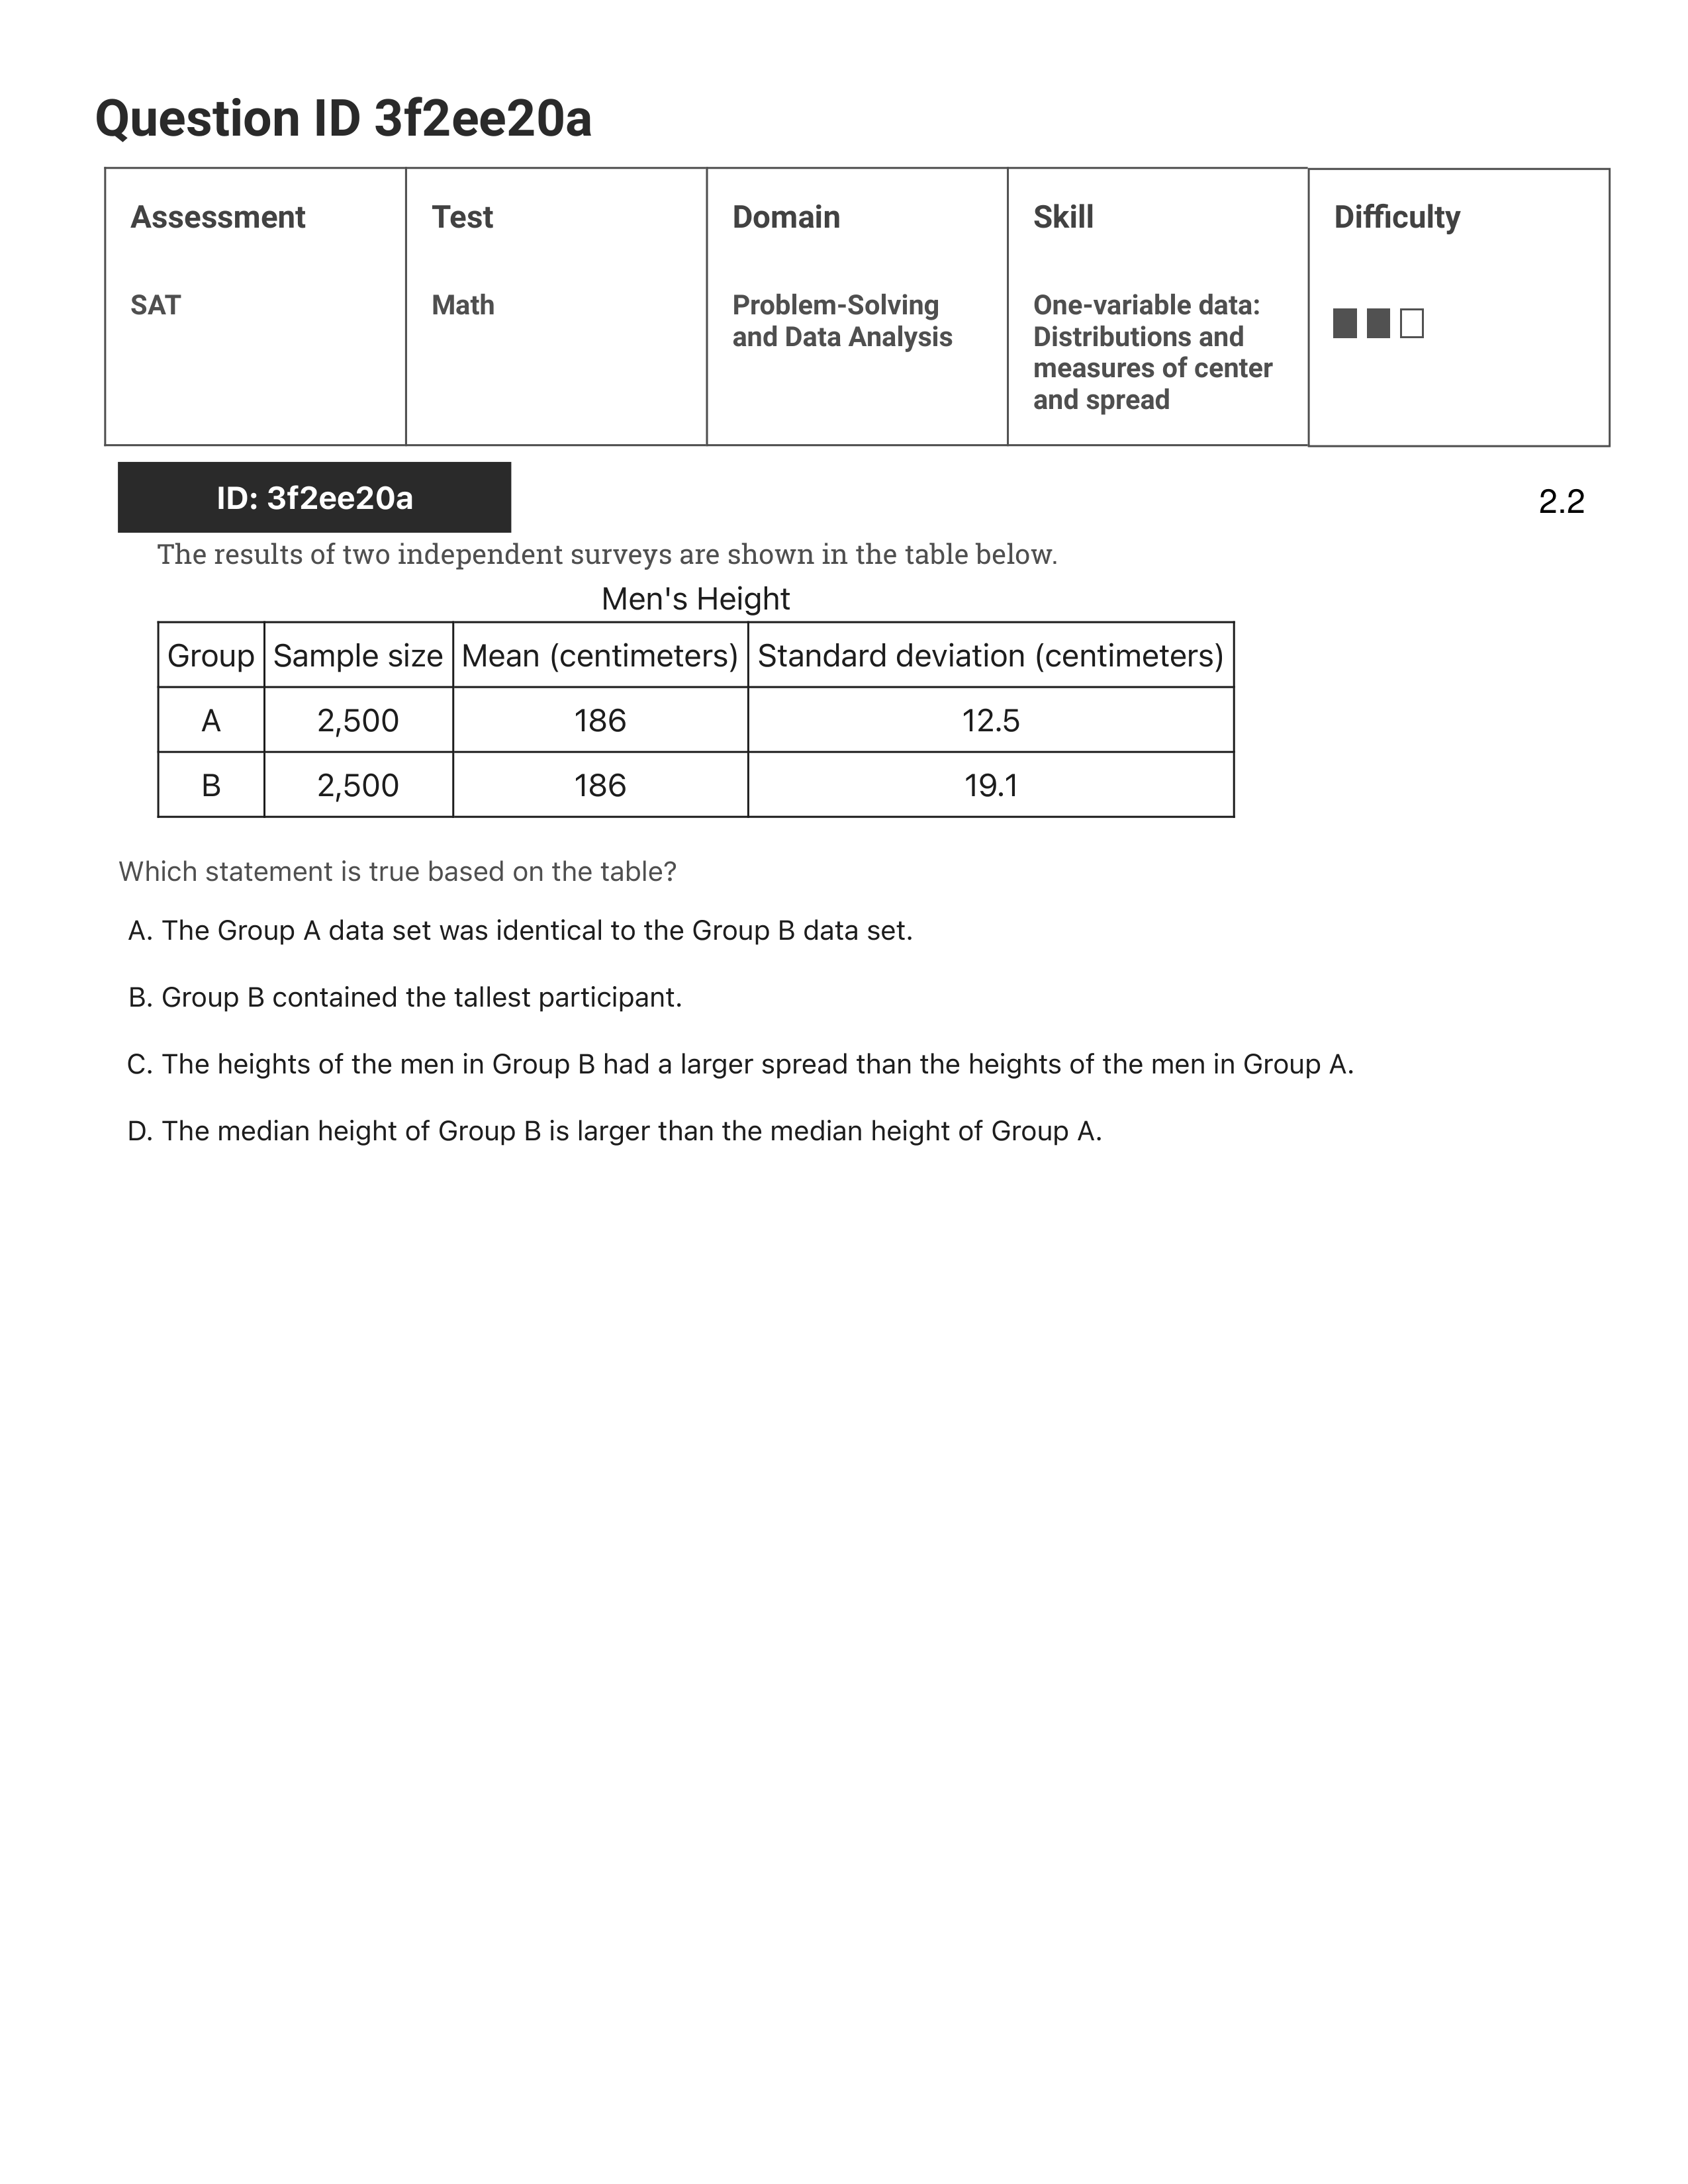 Question ID 3f2ee20a
Assessment
Test
Domain
Skill
Difficulty
SAT
Math
Problem-Solving
and Data Analysis
One-variable data:
Distributions and
measures of center
and spread
ID: 3f2ee20a
2.2
The results of two independent surveys are shown in the table below.
Men's Height
Group Sample size Mean (centimeters) Standard deviation (centimeters)
A 2,500 186 12.5
B 2,500 186 19.1
Which statement is true based on the table?
A. The Group A data set was identical to the Group B data set.
B. Group B contained the tallest participant.
C. The heights of the men in Group B had a larger spread than the heights of the men in Group A.
D. The median height of Group B is larger than the median height of Group A.